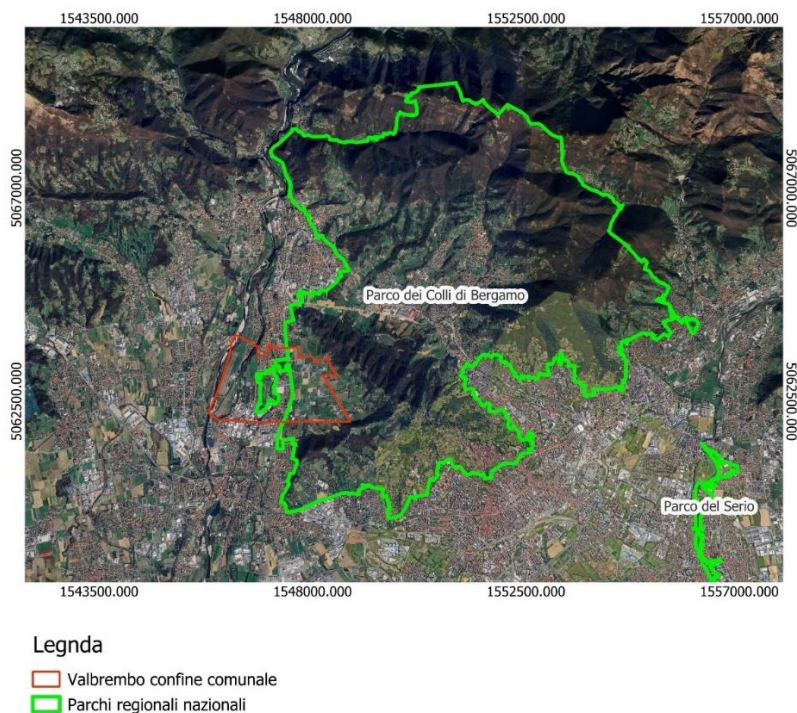 1543500.000 1548000.000 1552500.000 1557000.000
5067000.000 5067000.000
Parco dei Colli di Bergamo
5062500.000 5062500.000
Parco del Serio
1543500.000 1548000.000 1552500.000 1557000.000
Legnda
Valbrembo confine comunale
Parchi regionali nazionali